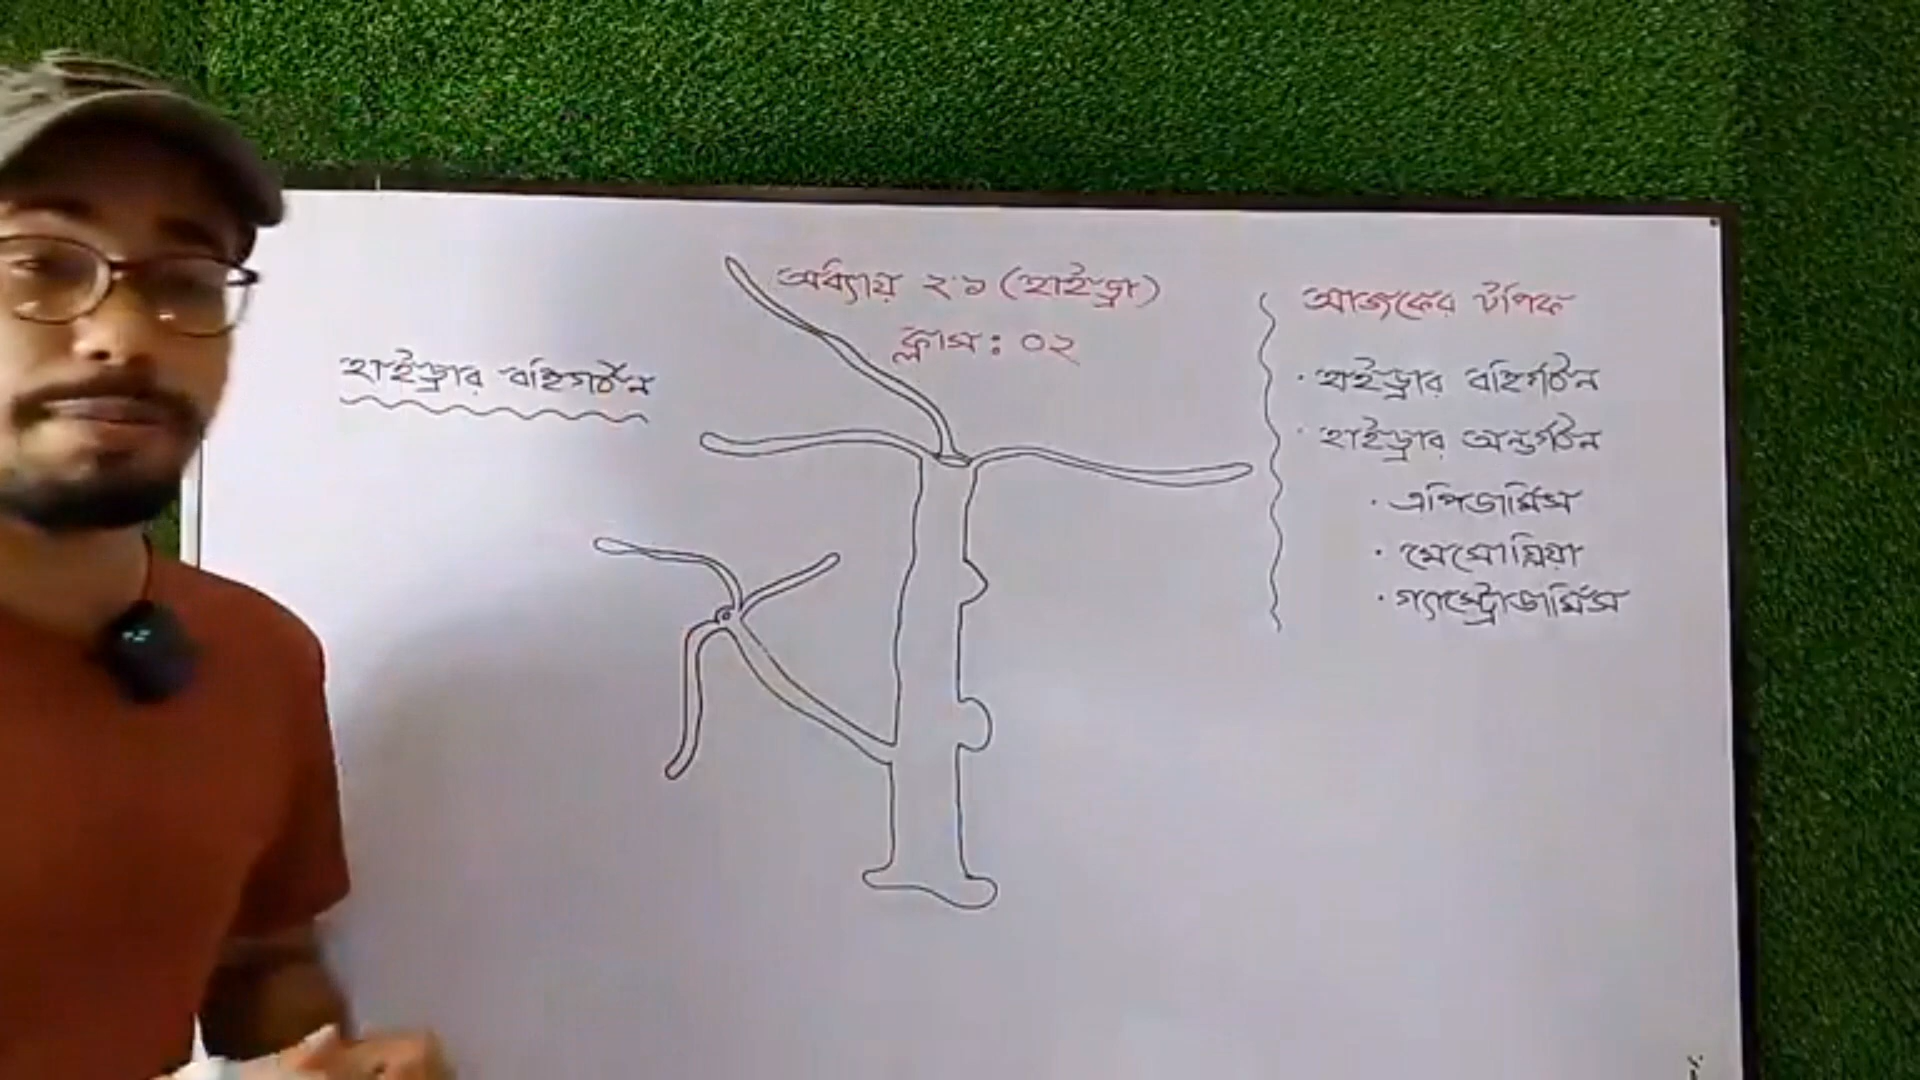 অধ্যায় ২.১ (হাইড্রা)
ক্লাস: ০২
হাইড্রার বহির্গঠন
আজকের টপিক
· হাইড্রার বহির্গঠন
· হাইড্রার অন্তর্গঠন
· এপিডার্মিস
· মেসোগ্লিয়া
· গ্যাস্ট্রোডার্মিস